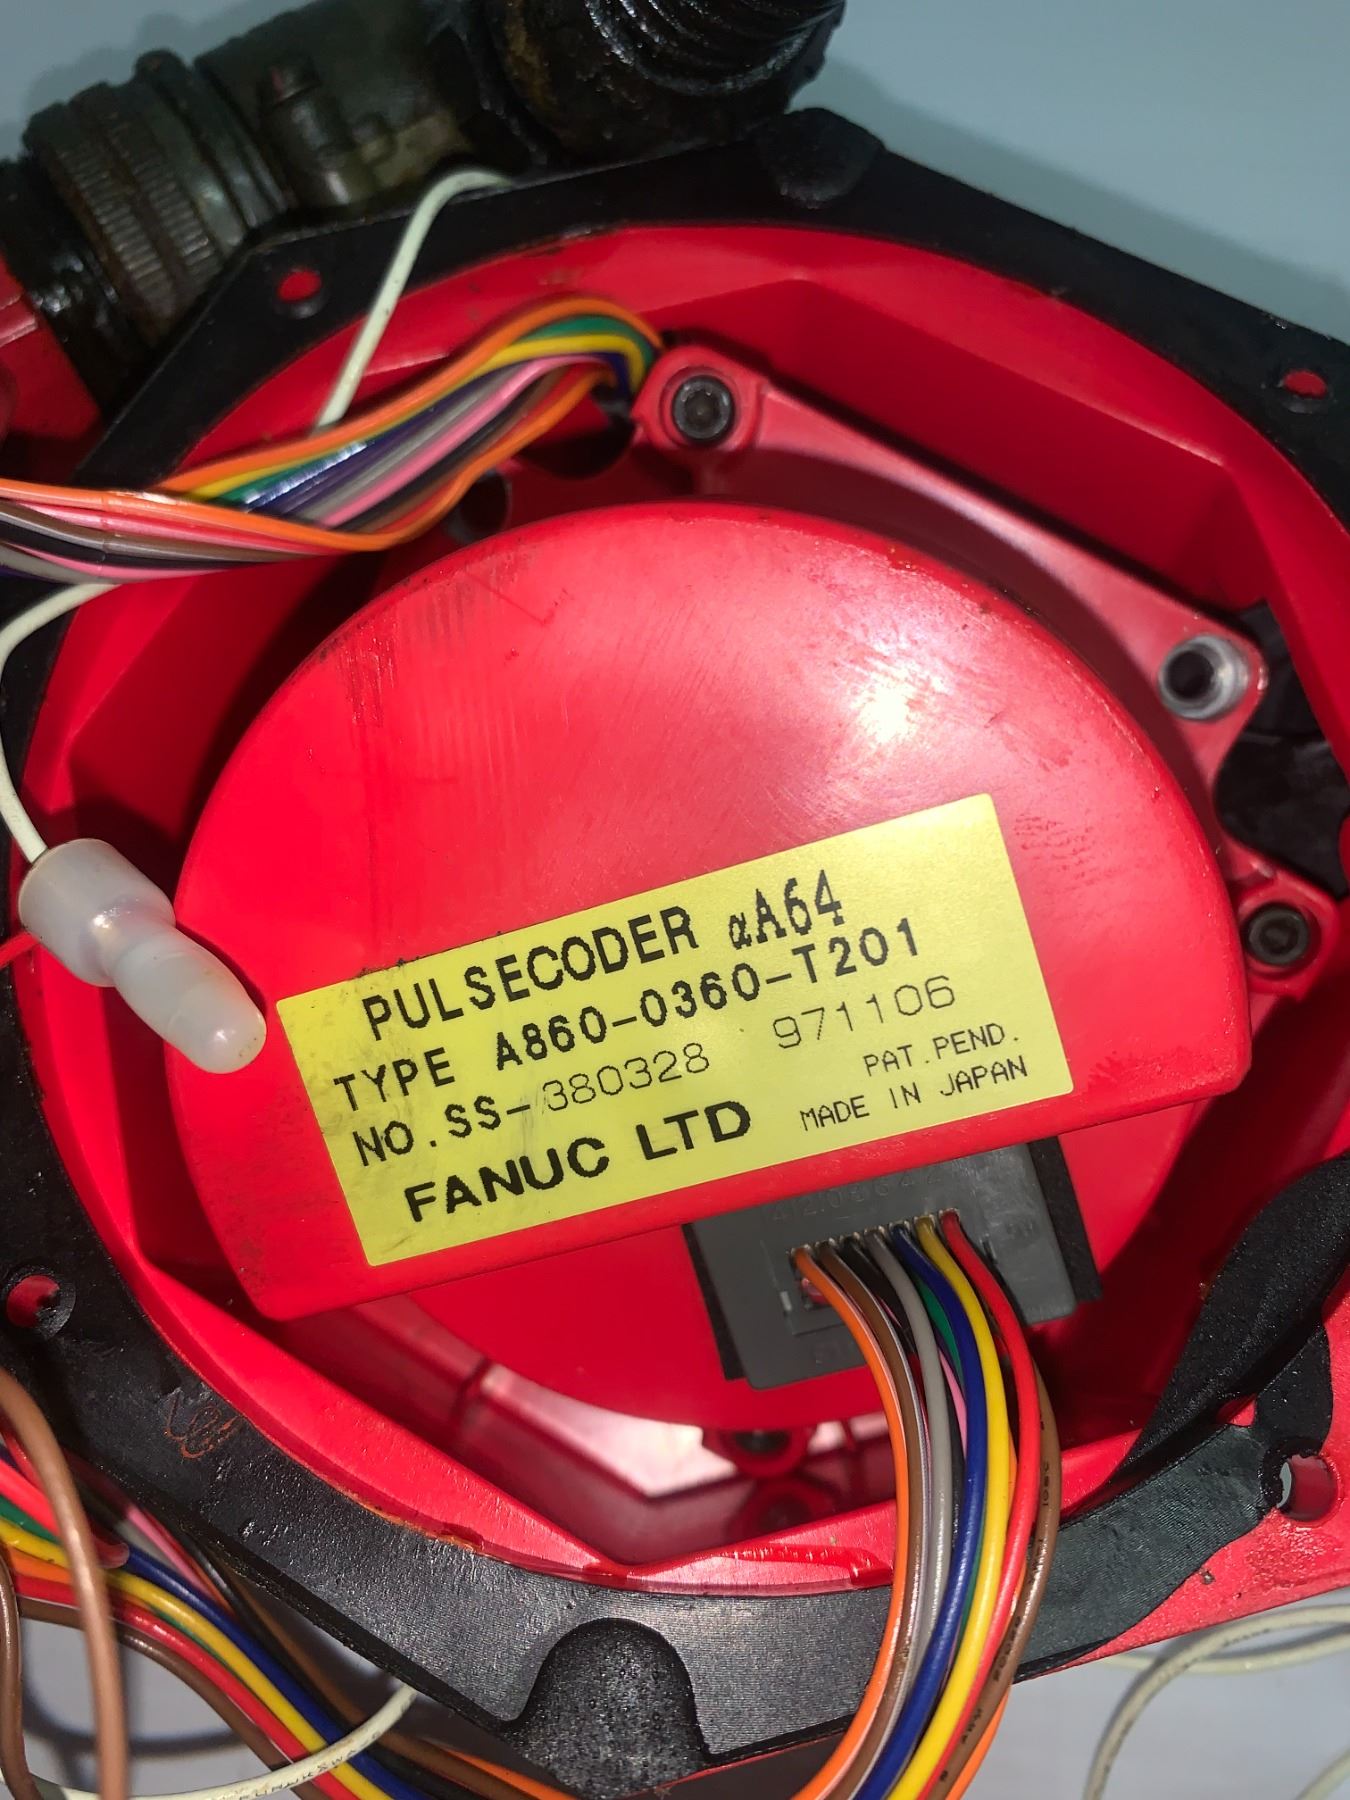 PULSECODER αA64
TYPE A860-0360-T201
NO.SS-380328 971106
PAT.PEND.
FANUC LTD MADE IN JAPAN